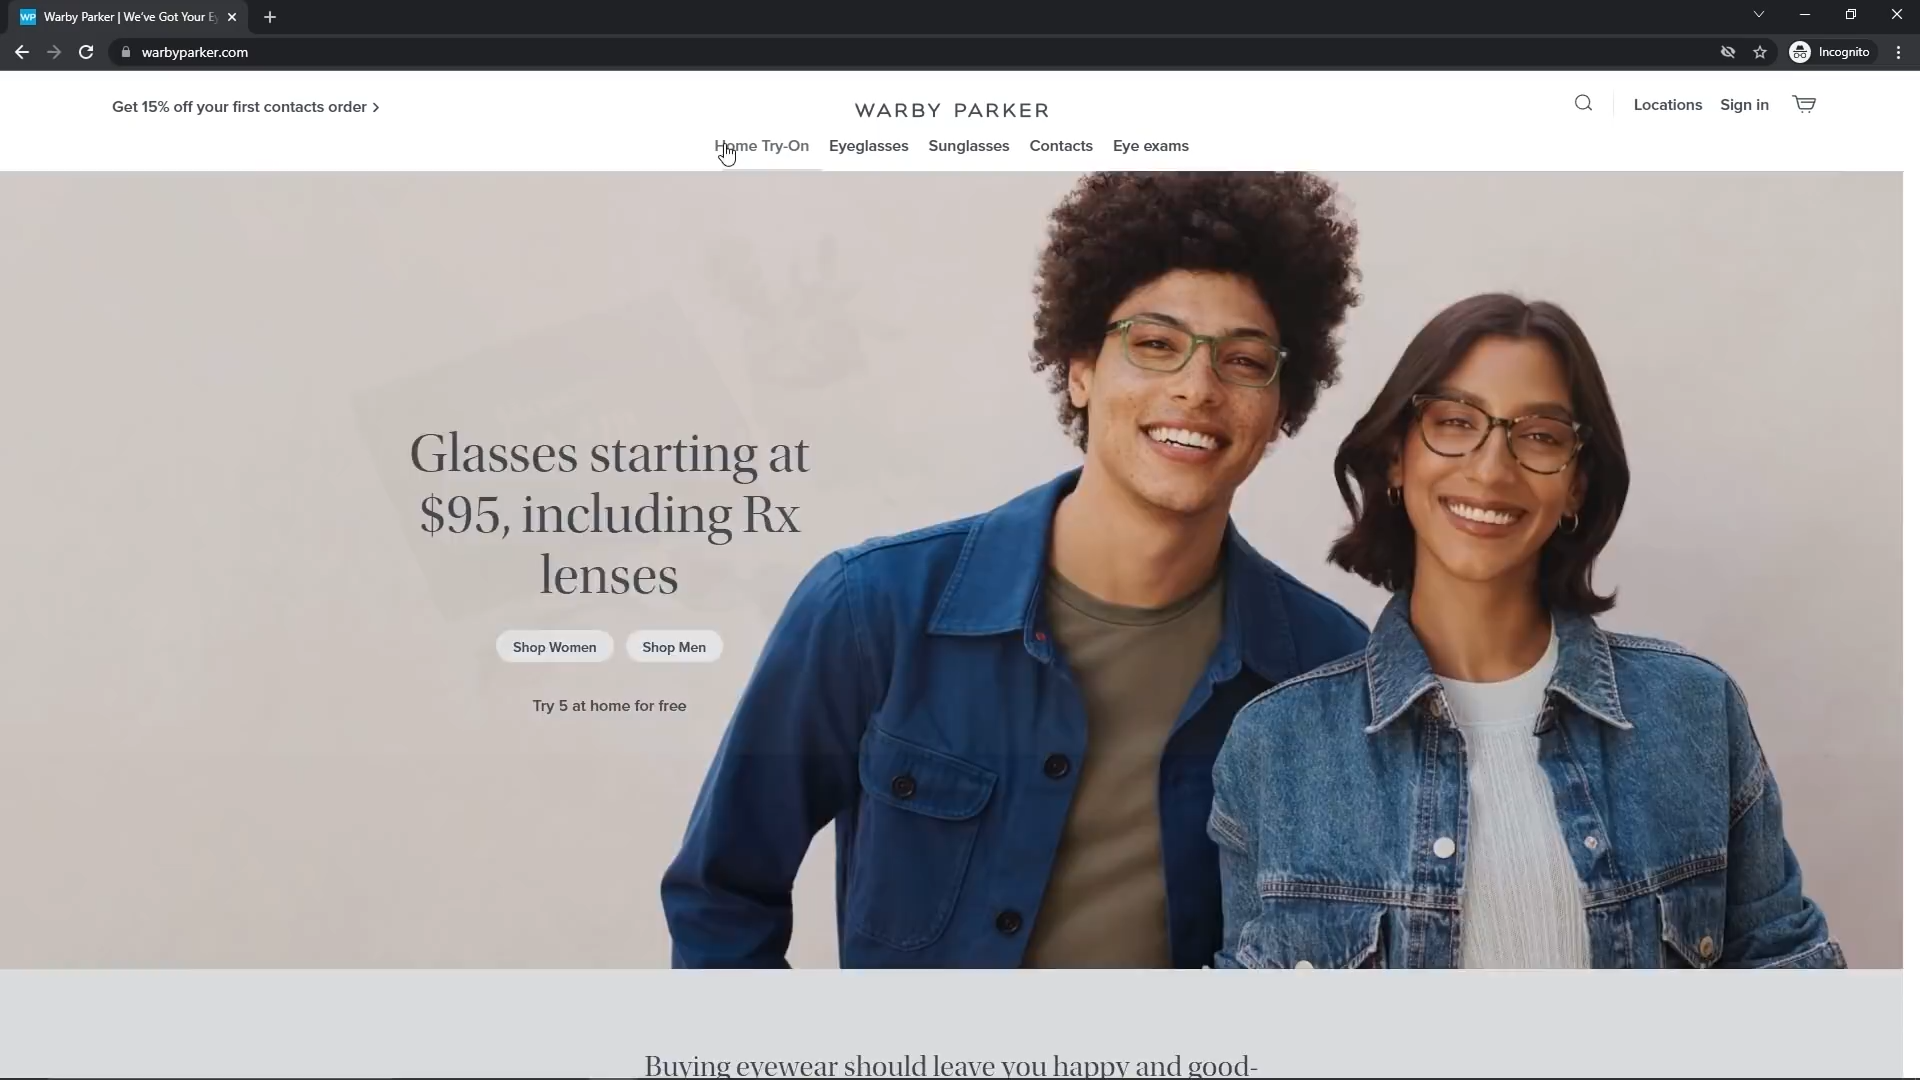 WP Warby Parker | We've Got Your E
warbyparker.com
Incognito
Get 15% off your first contacts order >
WARBY PARKER
Locations Sign in
Home Try-On Eyeglasses Sunglasses Contacts Eye exams
Glasses starting at
$95, including Rx
lenses
Shop Women Shop Men
Try 5 at home for free
Buying eyewear should leave you happy and good-